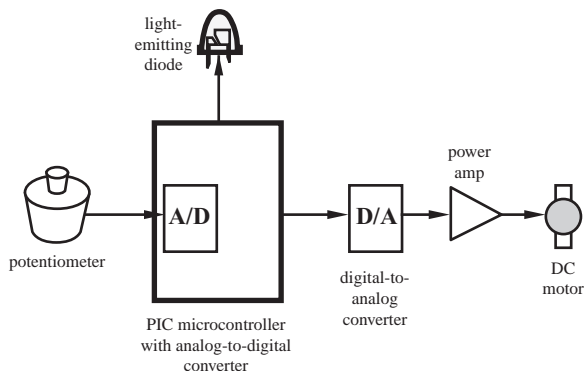 light-
emitting
diode
power
amp
A/D
D/A
potentiometer
digital-to-
analog
converter
DC
motor
PIC microcontroller
with analog-to-digital
converter